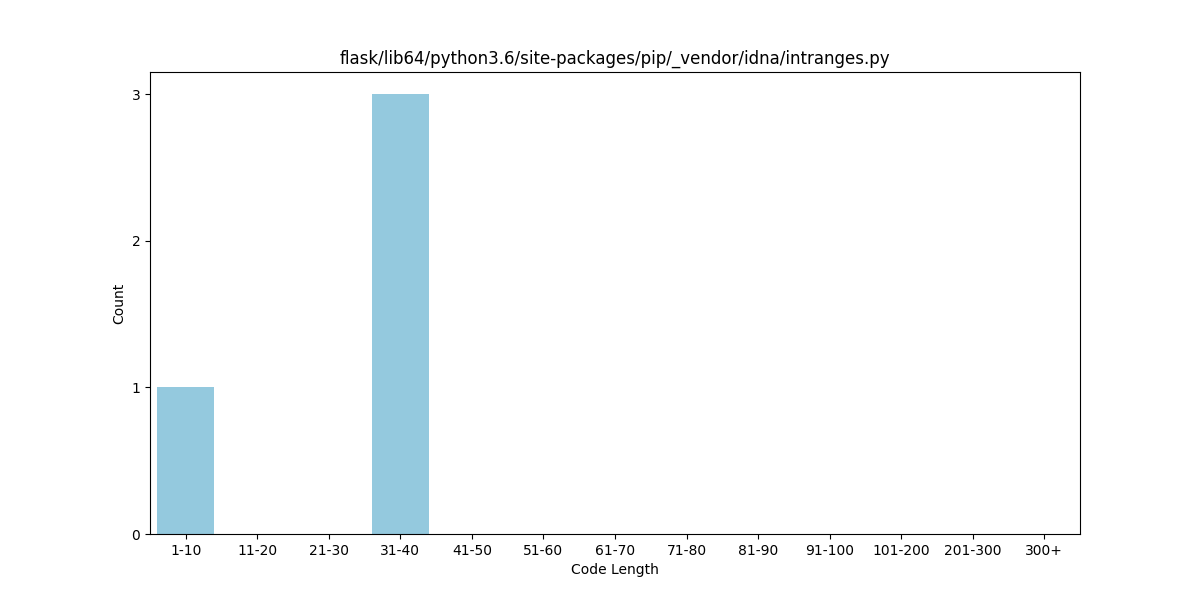 flask/lib64/python3.6/site-packages/pip/_vendor/idna/intranges.py
3
2
1
0
Count
1-10 11-20 21-30 31-40 41-50 51-60 61-70 71-80 81-90 91-100 101-200 201-300 300+
Code Length